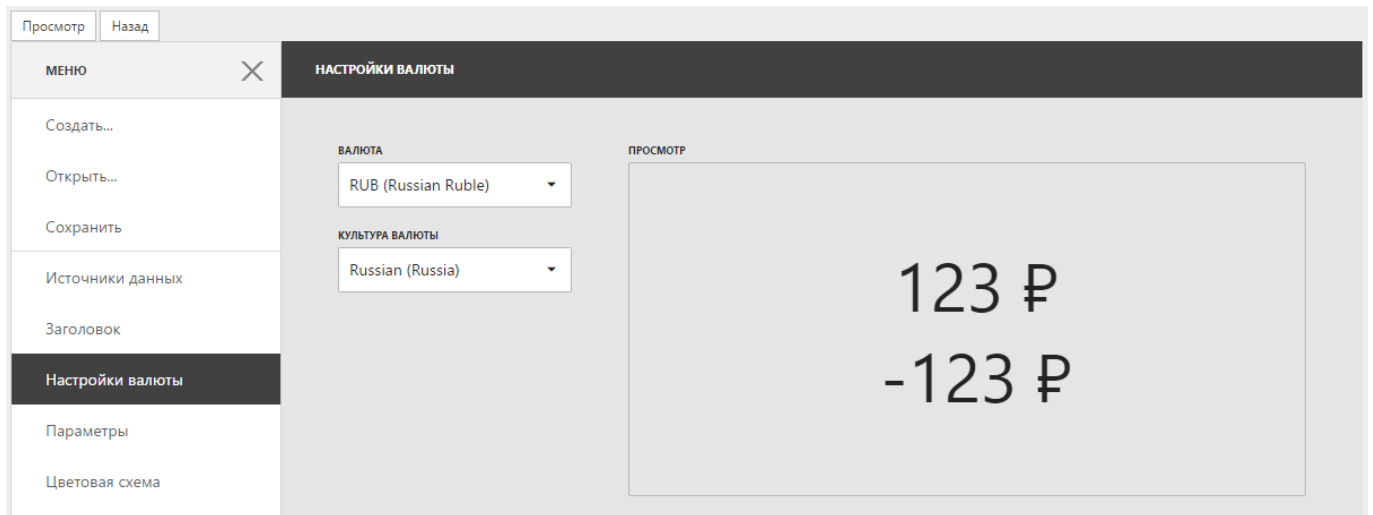 Просмотр Назад
МЕНЮ
Создать...
Открыть...
Сохранить
Источники данных
Заголовок
Настройки валюты
Параметры
Цветовая схема
НАСТРОЙКИ ВАЛЮТЫ
ВАЛЮТА
RUB (Russian Ruble)
КУЛЬТУРА ВАЛЮТЫ
Russian (Russia)
ПРОСМОТР
123 ₽
-123 ₽